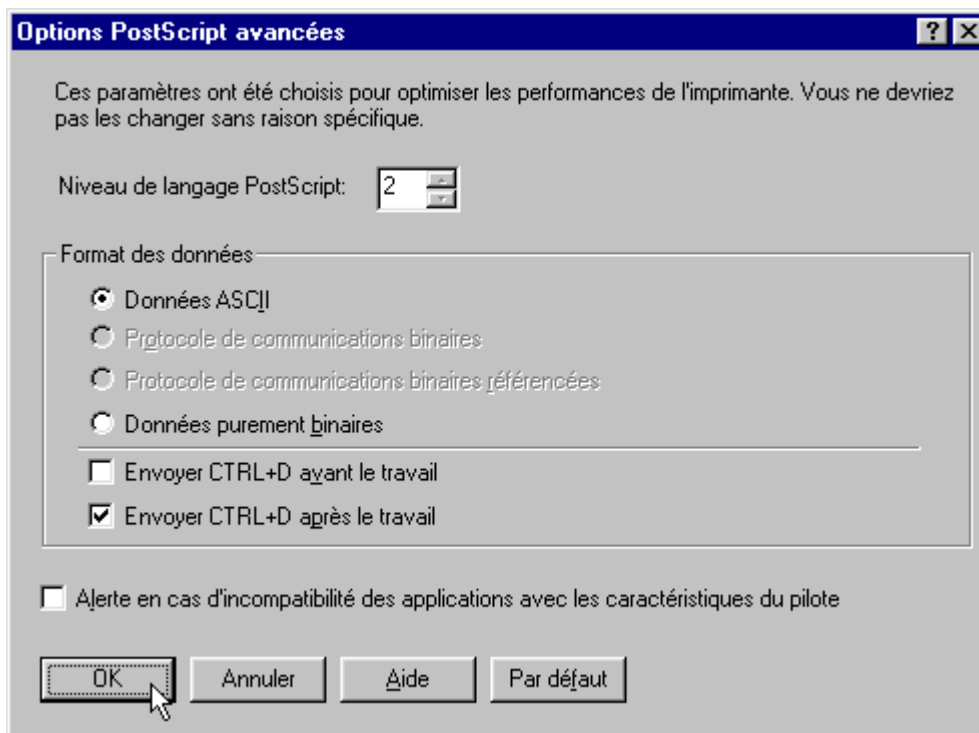 Options PostScript avancées
Ces paramètres ont été choisis pour optimiser les performances de l'imprimante. Vous ne devriez
pas les changer sans raison spécifique.
Niveau de langage PostScript: 2
Format des données
Données ASCII
Protocole de communications binaires
Protocole de communications binaires référencées
Données purement binaires
Envoyer CTRL+D avant le travail
Envoyer CTRL+D après le travail
Alerte en cas d'incompatibilité des applications avec les caractéristiques du pilote
OK Annuler Aide Par défaut